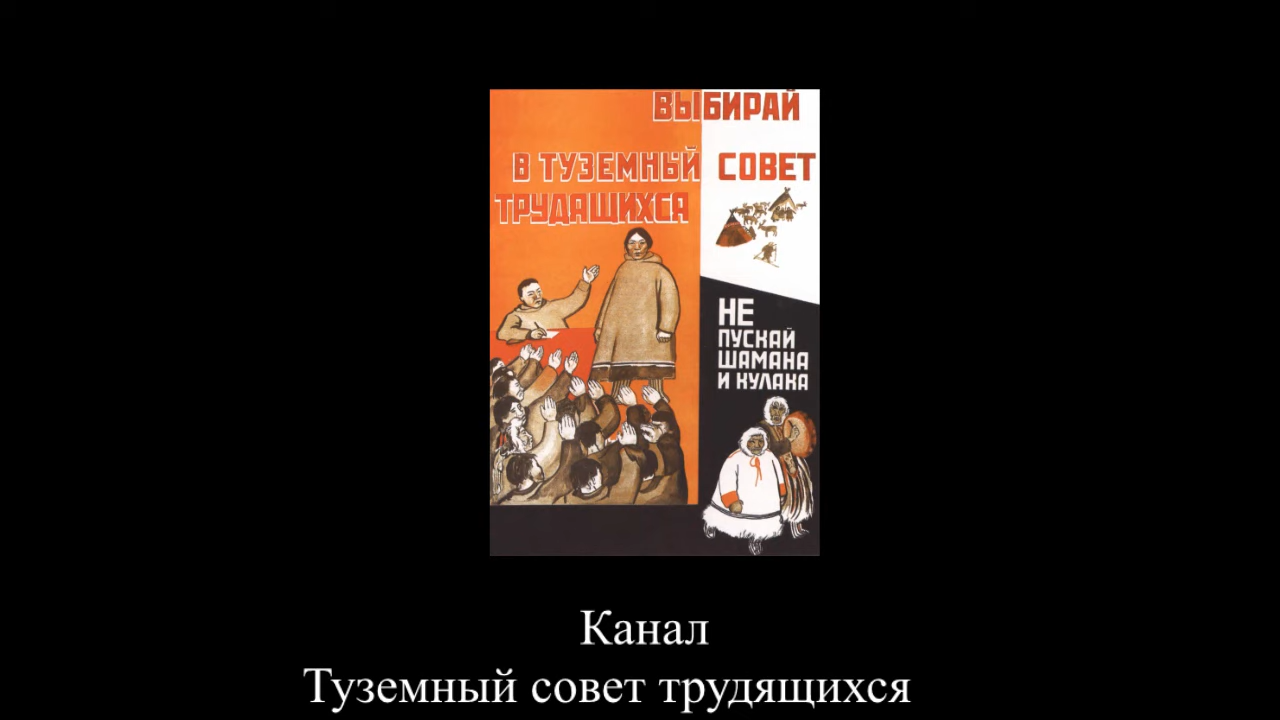 ВЫБИРАЙ
В ТУЗЕМНЫЙ СОВЕТ
ТРУДЯЩИХСЯ
НЕ
ПУСКАЙ
ШАМАНА
И КУЛАКА
Канал
Туземный совет трудящихся